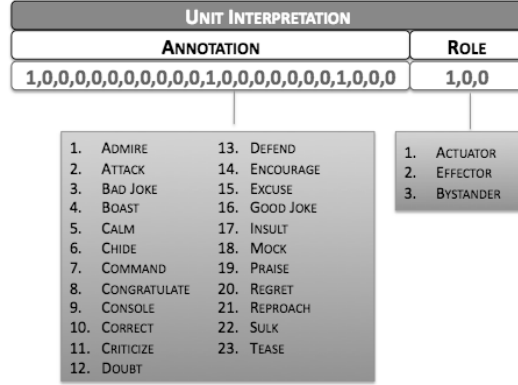 UNIT INTERPRETATION
ANNOTATION ROLE
1,0,0,0,0,0,0,0,0,0,0,1,0,0,0,0,0,0,0,1,0,0,0 1,0,0
1. ADMIRE
2. ATTACK
3. BAD JOKE
4. BOAST
5. CALM
6. CHIDE
7. COMMAND
8. CONGRATULATE
9. CONSOLE
10. CORRECT
11. CRITICIZE
12. DOUBT
13. DEFEND
14. ENCOURAGE
15. EXCUSE
16. GOOD JOKE
17. INSULT
18. MOCK
19. PRAISE
20. REGRET
21. REPROACH
22. SULK
23. TEASE
1. ACTUATOR
2. EFFECTOR
3. BYSTANDER